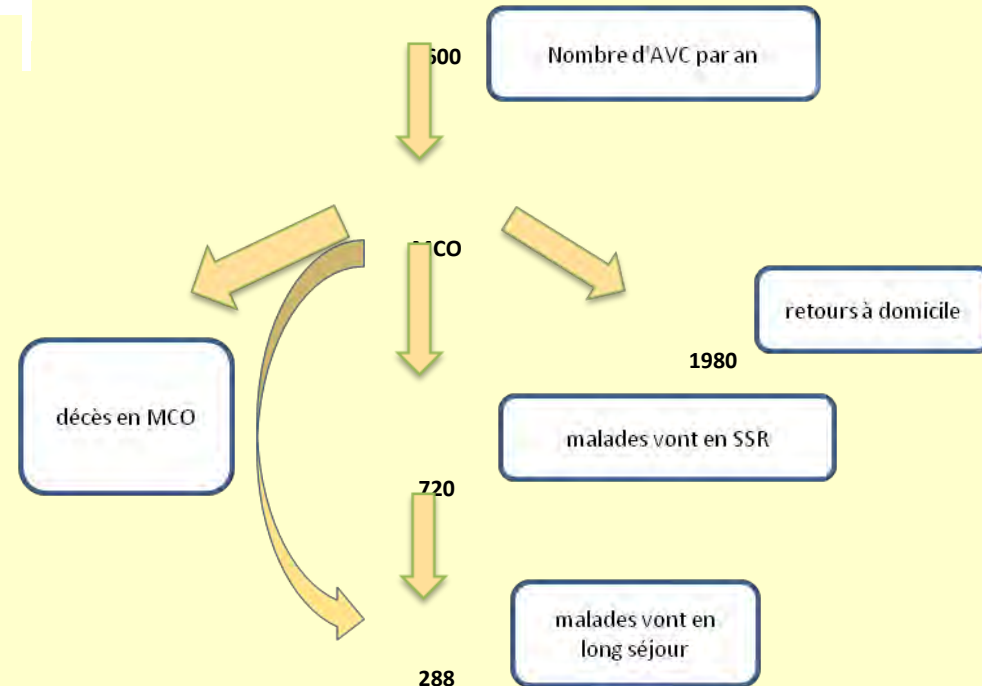 Nombre d'AVC par an
MCO
retours à domicile
1980
décès en MCO
malades vont en SSR
720
malades vont en
long séjour
288